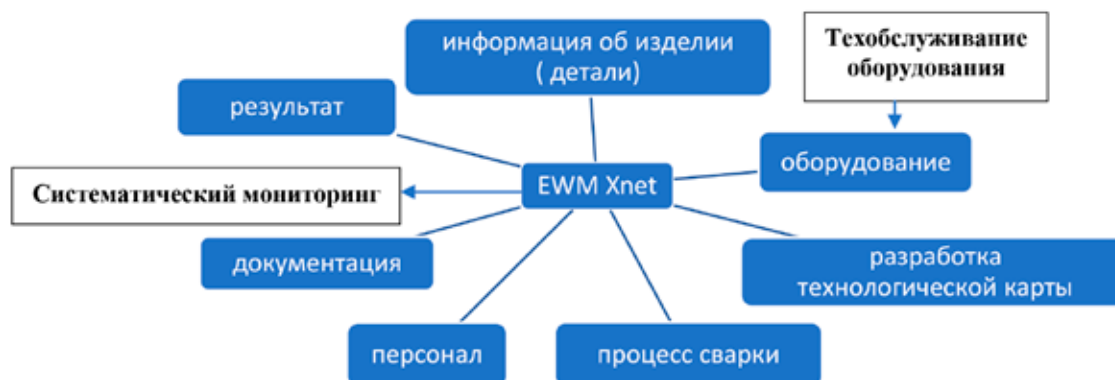 информация об изделии
( детали)
Техобслуживание
оборудования
результат
оборудование
EWM Xnet
Систематический мониторинг
документация
разработка
технологической карты
персонал
процесс сварки